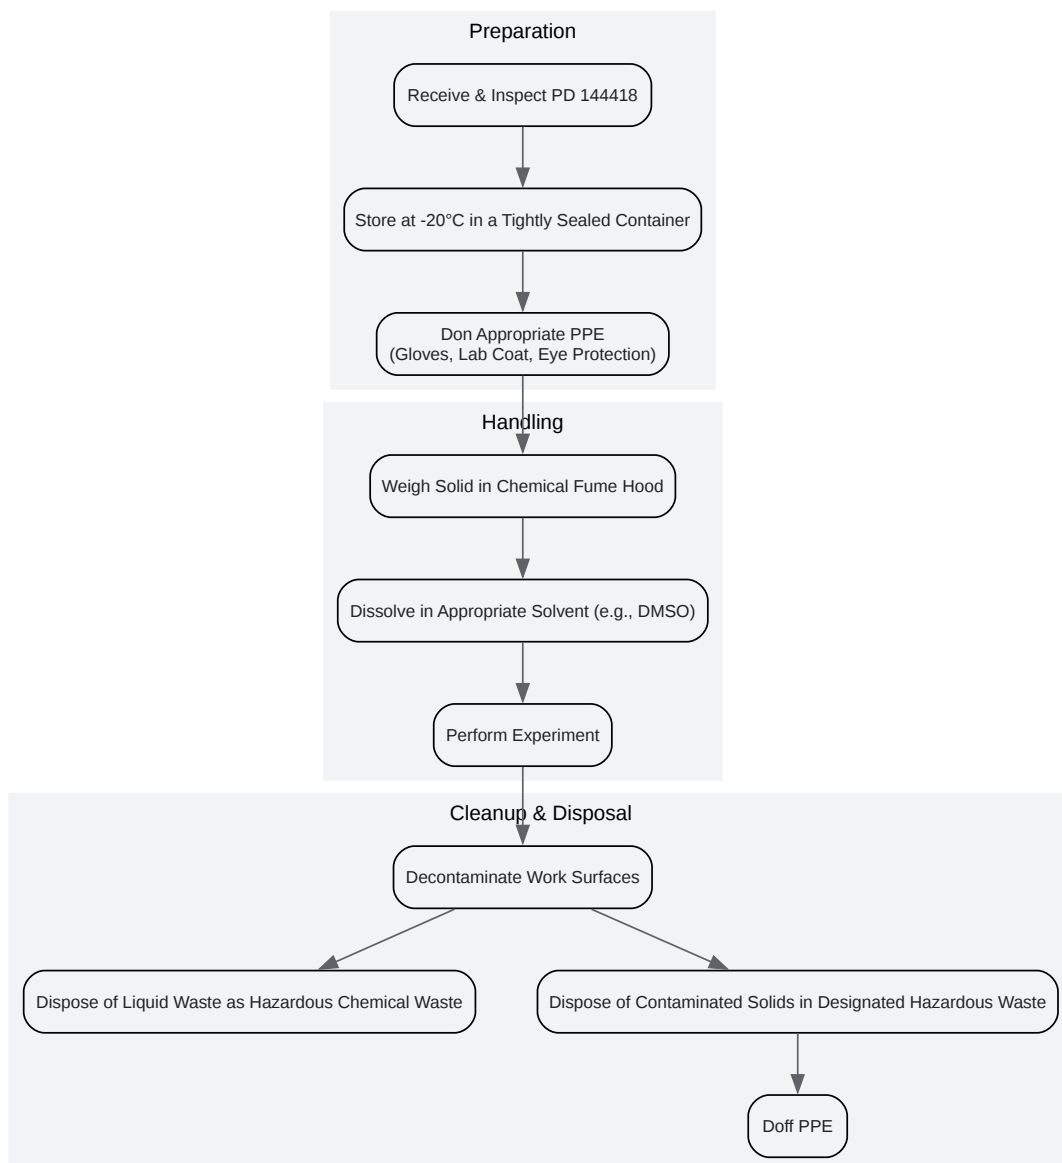 Preparation
Receive & Inspect PD 144418
Store at -20°C in a Tightly Sealed Container
Don Appropriate PPE
(Gloves, Lab Coat, Eye Protection)
Handling
Weigh Solid in Chemical Fume Hood
Dissolve in Appropriate Solvent (e.g., DMSO)
Perform Experiment
Cleanup & Disposal
Decontaminate Work Surfaces
Dispose of Liquid Waste as Hazardous Chemical Waste
Dispose of Contaminated Solids in Designated Hazardous Waste
Doff PPE